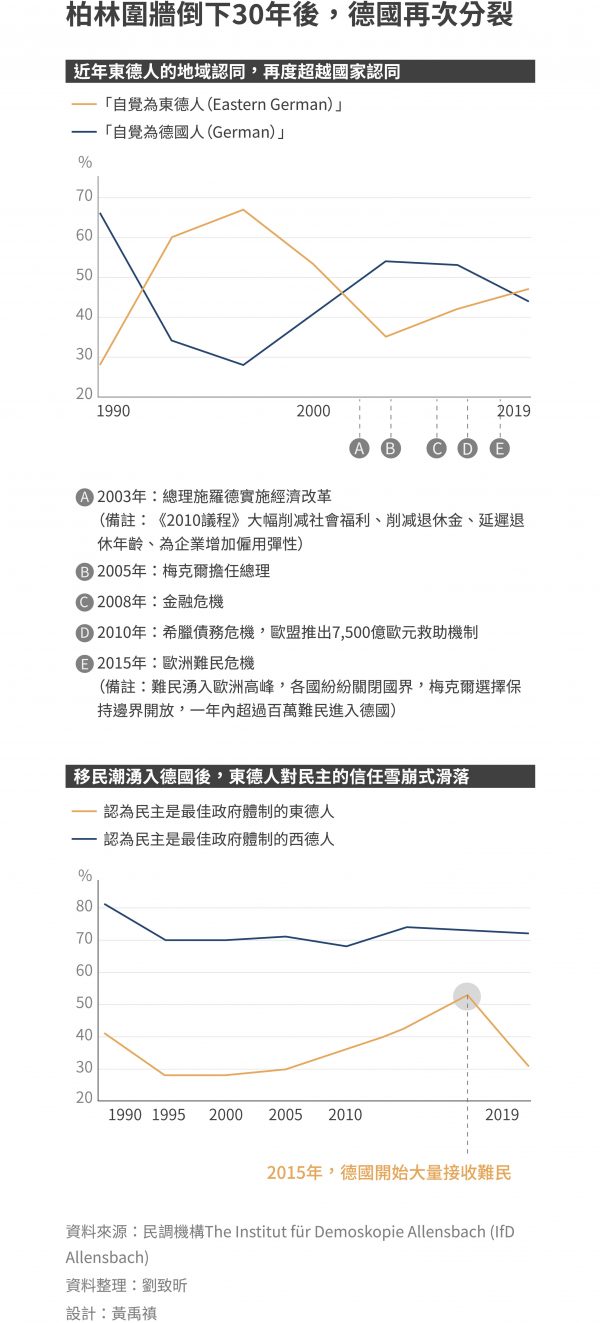 柏林圍牆倒下30年後，德國再次分裂
近年東德人的地域認同，再度超越國家認同
「自覺為東德人（Eastern German）」
「自覺為德國人（German）」
%
70
60
50
40
30
20
1990 2000 2019
A B C D E
A 2003年：總理施羅德實施經濟改革
（備註：《2010議程》大幅削減社會福利、削減退休金、延遲退
休年齡、為企業增加僱用彈性）
B 2005年：梅克爾擔任總理
C 2008年：金融危機
D 2010年：希臘債務危機，歐盟推出7,500億歐元救助機制
E 2015年：歐洲難民危機
（備註：難民湧入歐洲高峰，各國紛紛關閉國界，梅克爾選擇保
持邊界開放，一年內超過百萬難民進入德國）
移民潮湧入德國後，東德人對民主的信任雪崩式滑落
認為民主是最佳政府體制的東德人
認為民主是最佳政府體制的西德人
%
80
70
60
50
40
30
20
1990 1995 2000 2005 2010 2019
2015年，德國開始大量接收難民
資料來源：民調機構The Institut für Demoskopie Allensbach (IfD
Allensbach)
資料整理：劉致昕
設計：黃禹禛